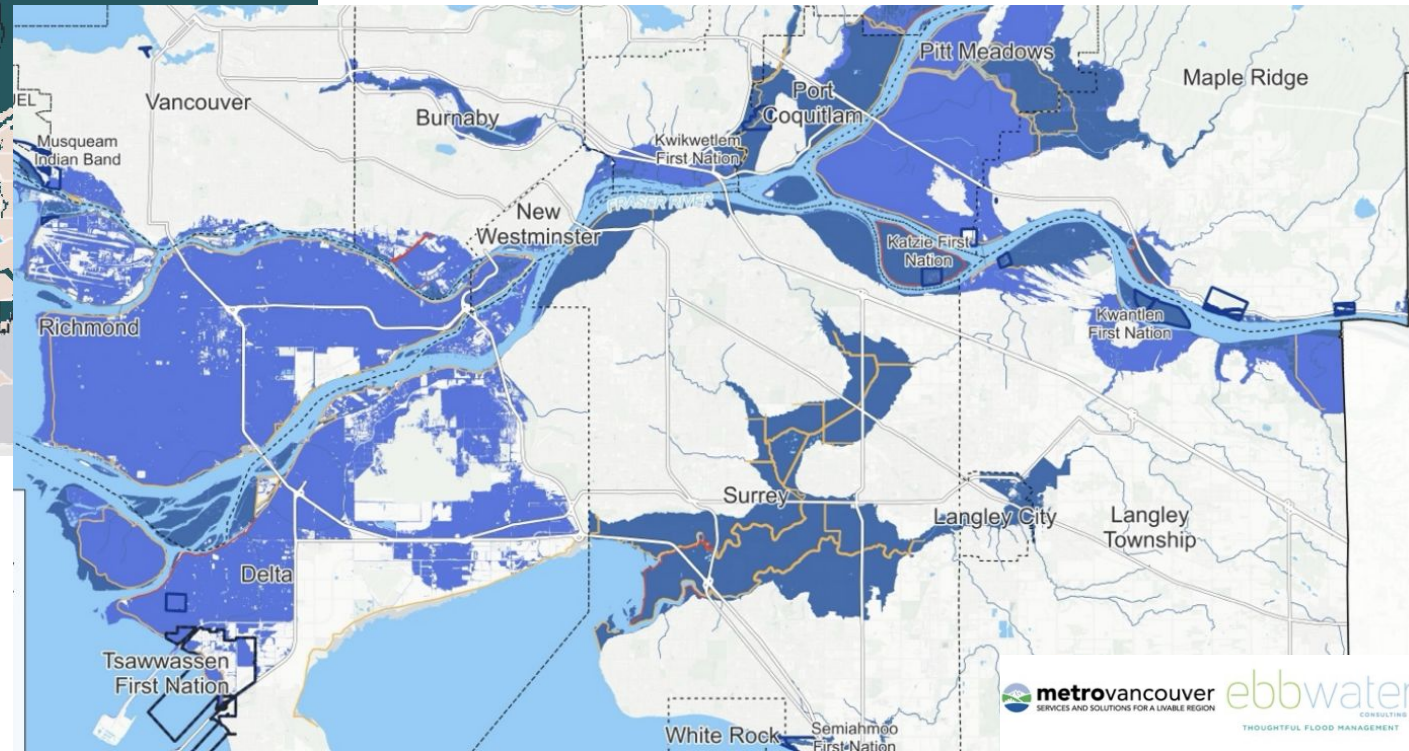 Pitt Meadows
Maple Ridge
Vancouver
Burnaby
Port
Coquitlam
UEL
Musqueam
Indian Band
Kwikwetlem
First Nation
FRASER RIVER
New
Westminster
Katzie First
Nation
Richmond
Kwantlen
First Nation
Surrey
Langley City
Langley
Township
Delta
Tsawwassen
First Nation
White Rock
Semiahmoo
First Nation
metrovancouver
SERVICES AND SOLUTIONS FOR A LIVABLE REGION
ebbwater
CONSULTING
THOUGHTFUL FLOOD MANAGEMENT